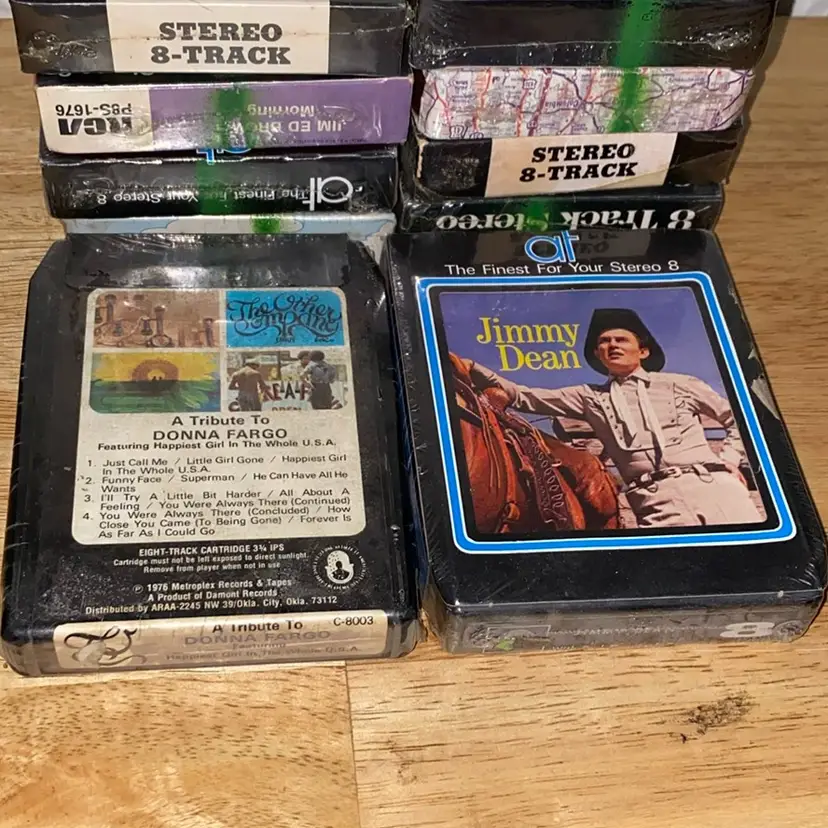 STEREO
8-TRACK
RCA
P8S-1676
JIM ED BROWN
Morning
at
The Finest For Your Stereo 8
STEREO
8-TRACK
8 Track Stereo
The Other
A Tribute To
DONNA FARGO
Featuring Happiest Girl In The Whole U.S.A.
1. Just Call Me / Little Girl Gone / Happiest Girl
In The Whole U.S.A.
2. Funny Face / Superman / He Can Have All He
Wants
3. I'll Try A Little Bit Harder / All About A
Feeling / You Were Always There (Continued)
4. You Were Always There (Concluded) / How
Close You Came (To Being Gone) / Forever Is
As Far As I Could Go
EIGHT-TRACK CARTRIDGE 3¾ IPS
Cartridge must not be left exposed to direct sunlight.
Remove from player when not in use
℗ 1976 Metroplex Records & Tapes
A Product of Damont Records
Distributed by ARAA-2245 NW 39/Okla. City, Okla. 73112
A Tribute To
C-8003
DONNA FARGO
Featuring
Happiest Girl In The Whole U.S.A.
at
The Finest For Your Stereo 8
Jimmy
Dean
8